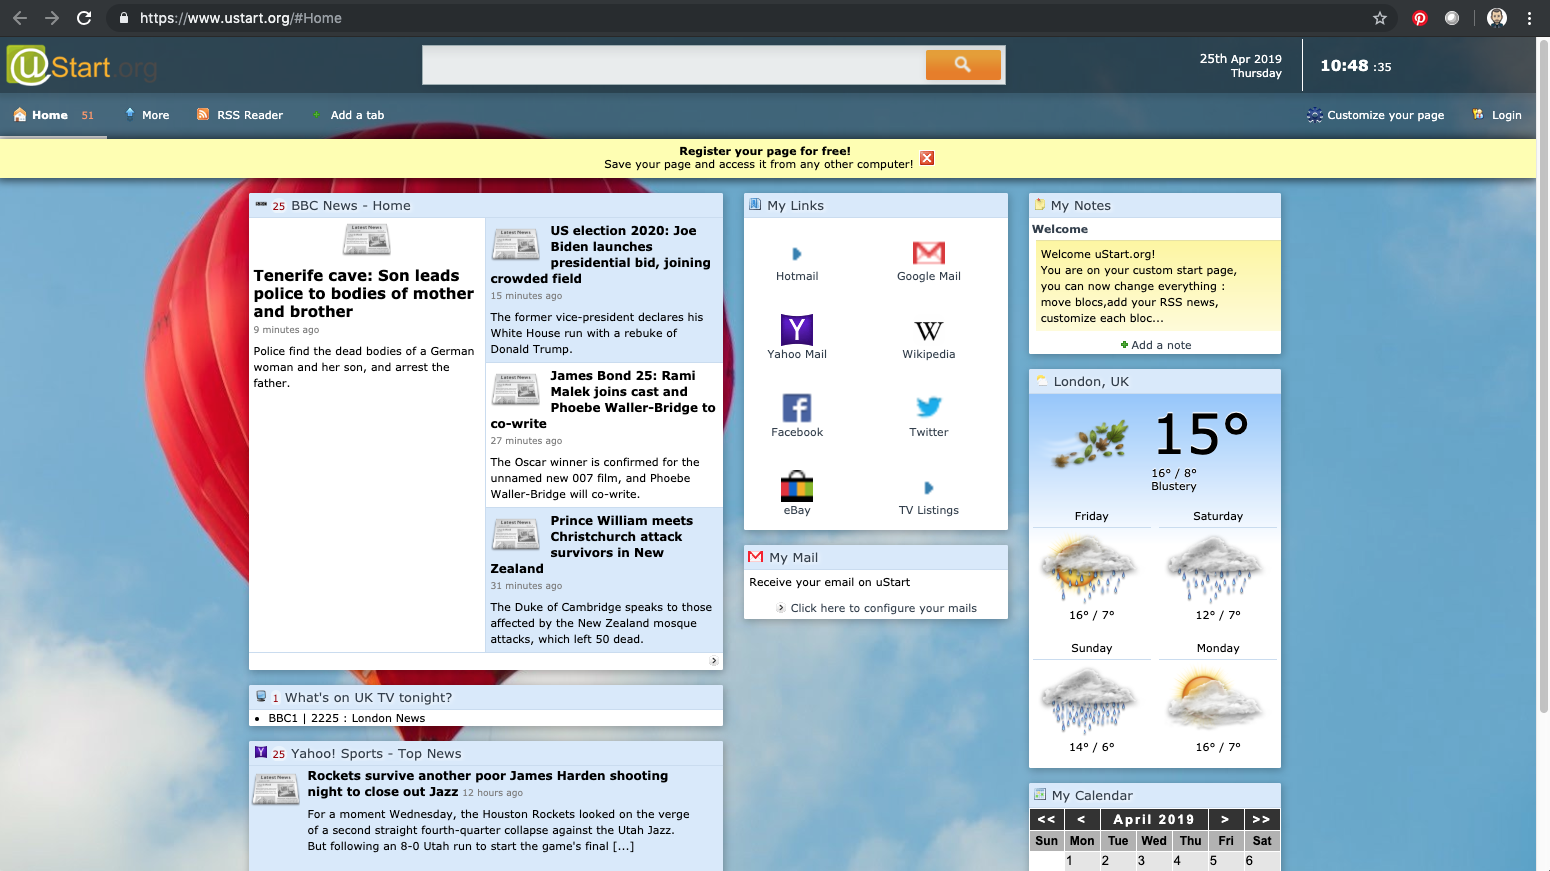 https://www.ustart.org/#Home
uStart.org
25th Apr 2019
Thursday
10:48 :35
Home 51
More
RSS Reader
Add a tab
Customize your page
Login
Register your page for free!
Save your page and access it from any other computer!
25 BBC News - Home
Latest News
Tenerife cave: Son leads
police to bodies of mother
and brother
9 minutes ago
Police find the dead bodies of a German
woman and her son, and arrest the
father.
Latest News
US election 2020: Joe
Biden launches
presidential bid, joining
crowded field
15 minutes ago
The former vice-president declares his
White House run with a rebuke of
Donald Trump.
Latest News
James Bond 25: Rami
Malek joins cast and
Phoebe Waller-Bridge to
co-write
27 minutes ago
The Oscar winner is confirmed for the
unnamed new 007 film, and Phoebe
Waller-Bridge will co-write.
Latest News
Prince William meets
Christchurch attack
survivors in New
Zealand
31 minutes ago
The Duke of Cambridge speaks to those
affected by the New Zealand mosque
attacks, which left 50 dead.
1 What's on UK TV tonight?
BBC1 | 2225 : London News
25 Yahoo! Sports - Top News
Latest News
Rockets survive another poor James Harden shooting
night to close out Jazz 12 hours ago
For a moment Wednesday, the Houston Rockets looked on the verge
of a second straight fourth-quarter collapse against the Utah Jazz.
But following an 8-0 Utah run to start the game's final [...]
My Links
Hotmail
Google Mail
Yahoo Mail
Wikipedia
Facebook
Twitter
eBay
TV Listings
My Mail
Receive your email on uStart
Click here to configure your mails
My Notes
Welcome
Welcome uStart.org!
You are on your custom start page,
you can now change everything :
move blocs,add your RSS news,
customize each bloc...
Add a note
London, UK
15°
16° / 8°
Blustery
Friday
Saturday
16° / 7°
12° / 7°
Sunday
Monday
14° / 6°
16° / 7°
My Calendar
<< < April 2019 > >>
Sun Mon Tue Wed Thu Fri Sat
1 2 3 4 5 6